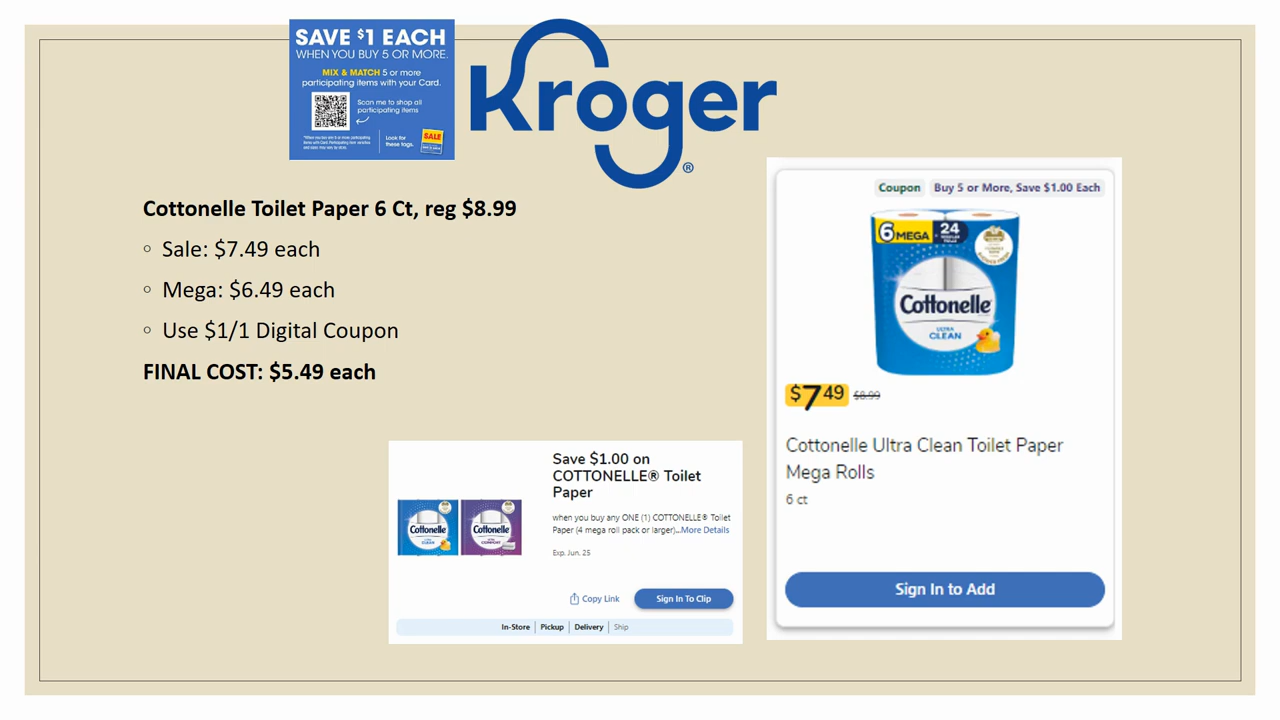 SAVE $1 EACH
WHEN YOU BUY 5 OR MORE.
MIX & MATCH 5 or more
participating items with your Card.
Scan me to shop all
participating items
Look for
these tags.
SALE
Kroger®
Cottonelle Toilet Paper 6 Ct, reg $8.99
◦ Sale: $7.49 each
◦ Mega: $6.49 each
◦ Use $1/1 Digital Coupon
FINAL COST: $5.49 each
Save $1.00 on
COTTONELLE® Toilet
Paper
when you buy any ONE (1) COTTONELLE® Toilet
Paper (4 mega roll pack or larger)...More Details
Exp. Jun. 25
Cottonelle
Cottonelle
Copy Link
Sign In To Clip
In-Store | Pickup | Delivery | Ship
Coupon
Buy 5 or More, Save $1.00 Each
6 MEGA
24
Cottonelle
ULTRA
CLEAN
$7 49 $8.99
Cottonelle Ultra Clean Toilet Paper
Mega Rolls
6 ct
Sign In to Add